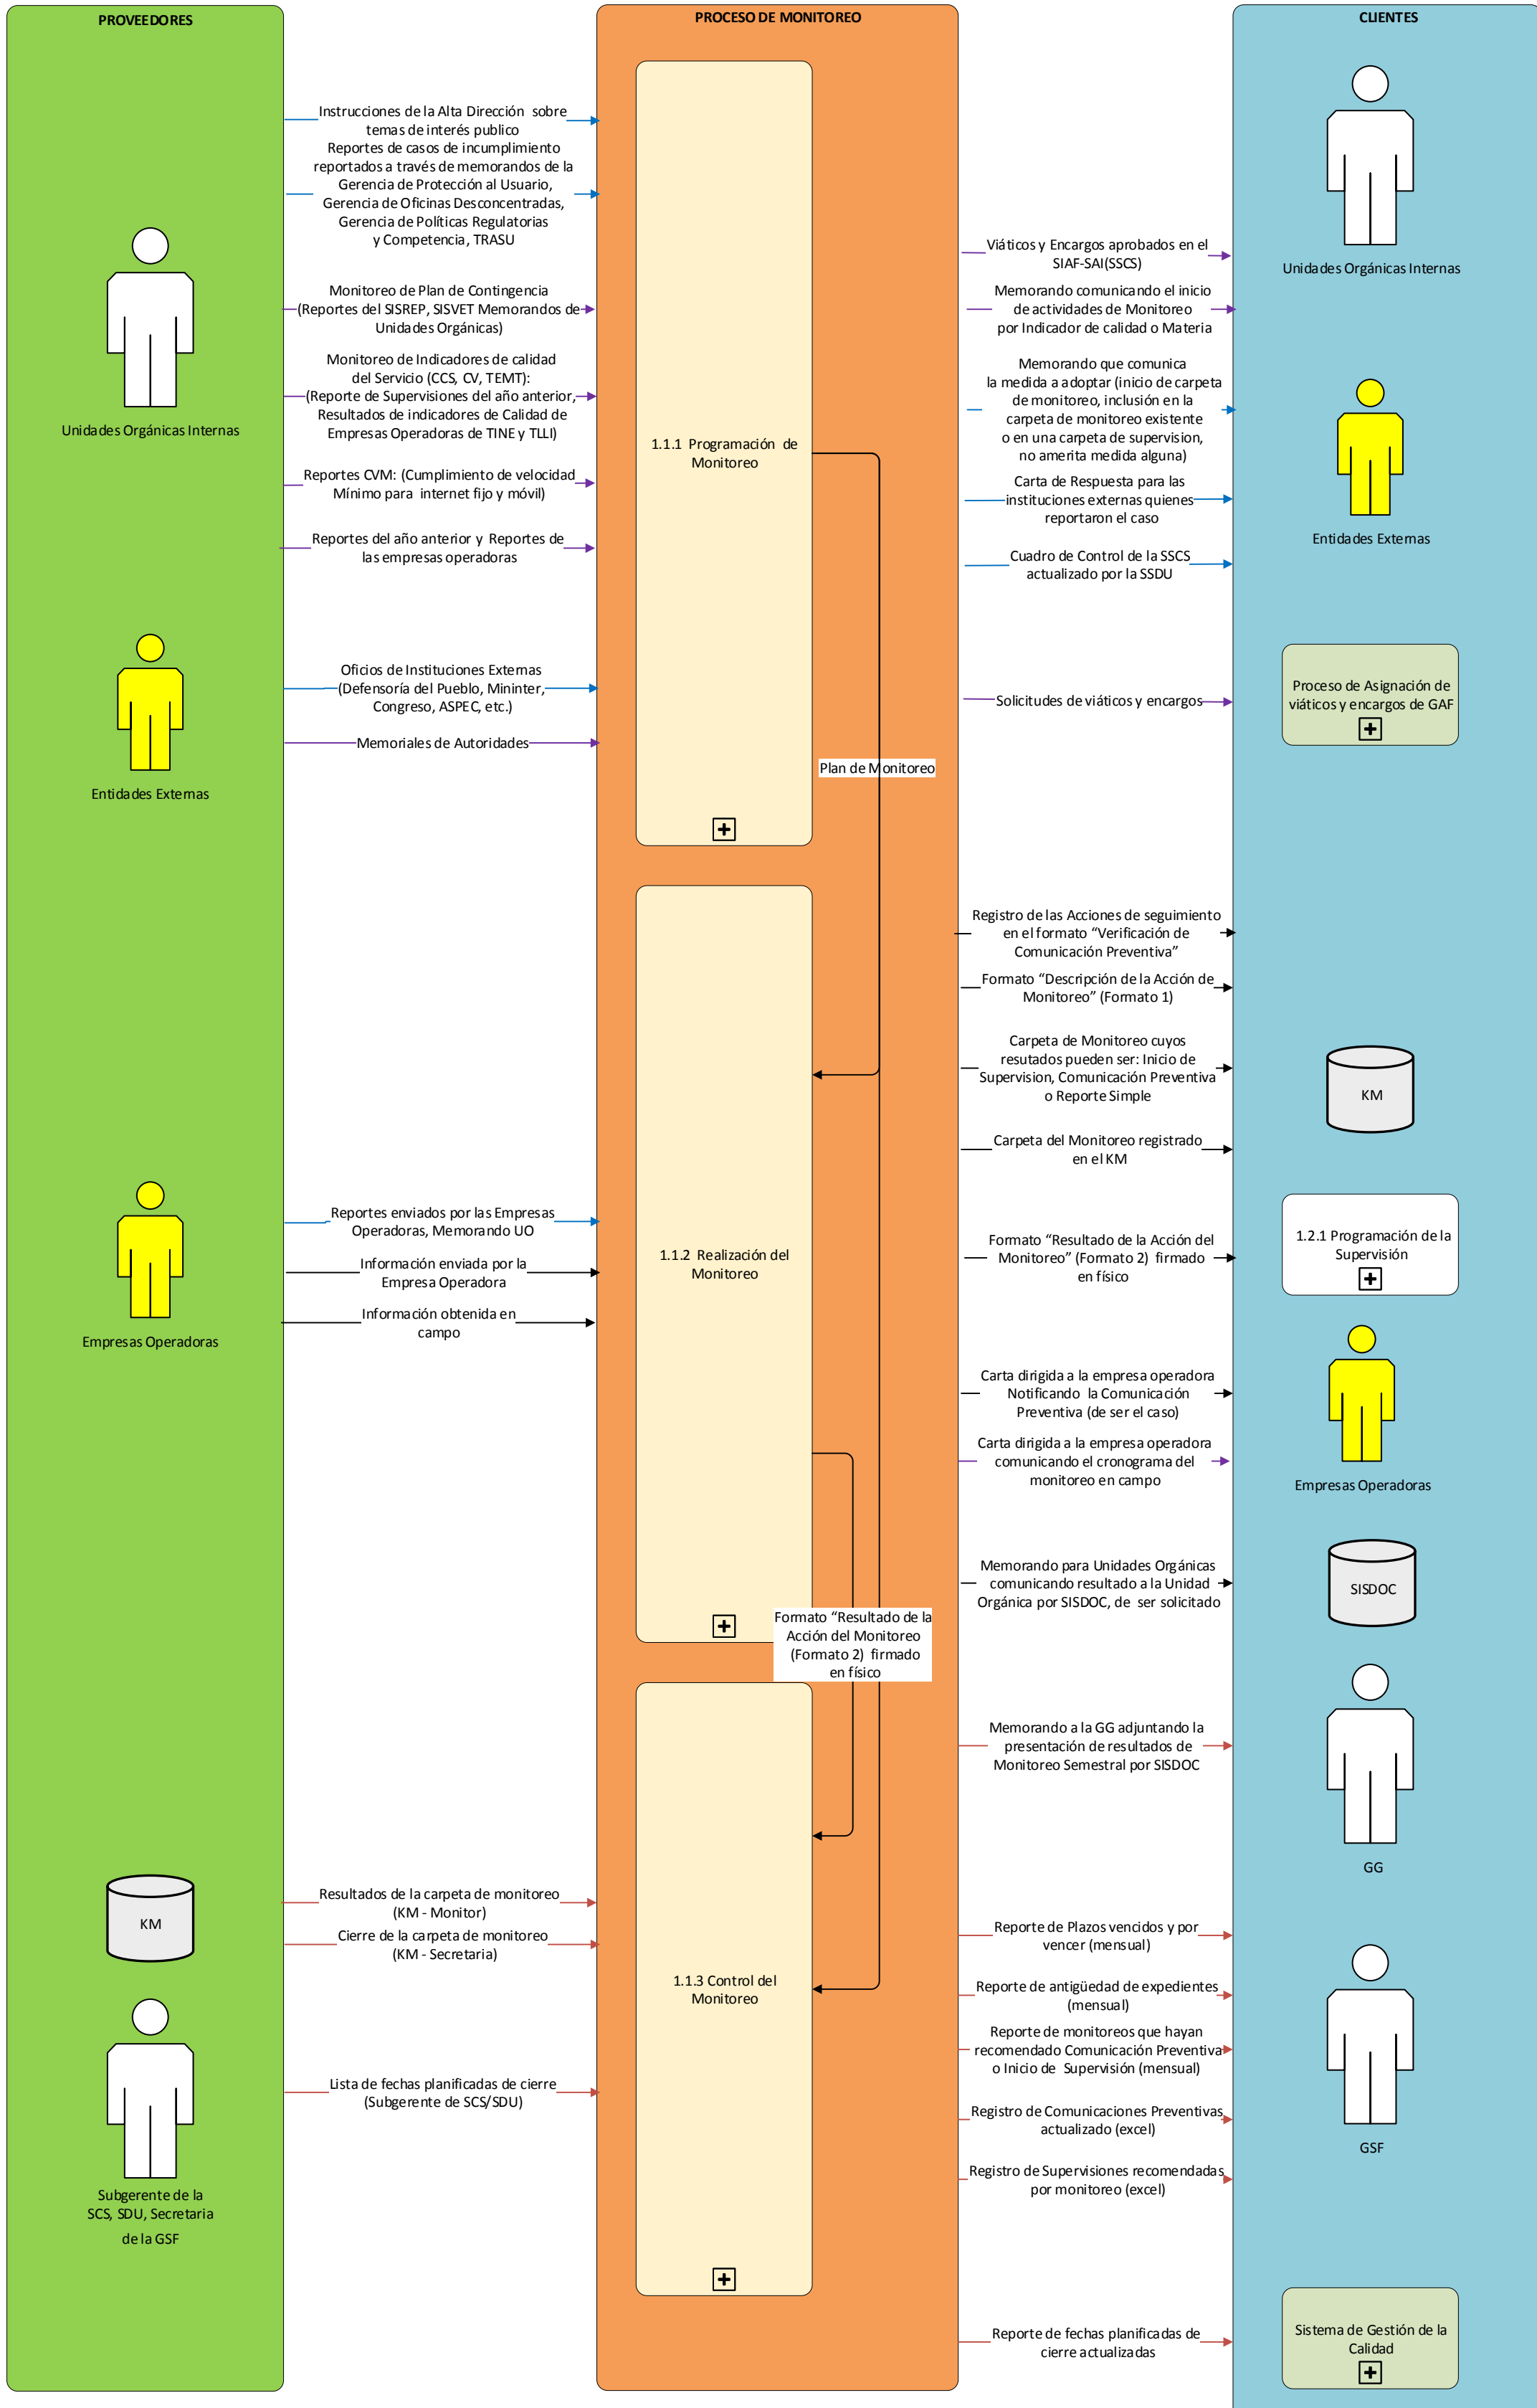 PROVEEDORES
Instrucciones de la Alta Dirección sobre
temas de interés publico
Reportes de casos de incumplimiento
reportados a través de memorandos de la
Gerencia de Protección al Usuario,
Gerencia de Oficinas Desconcentradas,
Gerencia de Políticas Regulatorias
y Competencia, TRASU
Unidades Orgánicas Internas
Monitoreo de Plan de Contingencia
(Reportes del SISREP, SISVET Memorandos de
Unidades Orgánicas)
Monitoreo de Indicadores de calidad
del Servicio (CCS, CV, TEMT):
(Reporte de Supervisiones del año anterior,
Resultados de indicadores de Calidad de
Empresas Operadoras de TINE y TLLI)
Reportes CVM: (Cumplimiento de velocidad
Mínimo para internet fijo y móvil)
Reportes del año anterior y Reportes de
las empresas operadoras
Oficios de Instituciones Externas
(Defensoría del Pueblo, Mininter,
Congreso, ASPEC, etc.)
Memoriales de Autoridades
Entidades Externas
Reportes enviados por las Empresas
Operadoras, Memorando UO
Información enviada por la
Empresa Operadora
Información obtenida en
campo
Empresas Operadoras
KM
Resultados de la carpeta de monitoreo
(KM - Monitor)
Cierre de la carpeta de monitoreo
(KM - Secretaria)
Lista de fechas planificadas de cierre
(Subgerente de SCS/SDU)
Subgerente de la
SCS, SDU, Secretaria
de la GSF
PROCESO DE MONITOREO
1.1.1 Programación de
Monitoreo
Plan de Monitoreo
1.1.2 Realización del
Monitoreo
Formato “Resultado de la
Acción del Monitoreo
(Formato 2) firmado
en físico
1.1.3 Control del
Monitoreo
CLIENTES
Viáticos y Encargos aprobados en el
SIAF-SAI(SSCS)
Unidades Orgánicas Internas
Memorando comunicando el inicio
de actividades de Monitoreo
por Indicador de calidad o Materia
Memorando que comunica
la medida a adoptar (inicio de carpeta
de monitoreo, inclusión en la
carpeta de monitoreo existente
o en una carpeta de supervision,
no amerita medida alguna)
Carta de Respuesta para las
instituciones externas quienes
reportaron el caso
Entidades Externas
Cuadro de Control de la SSCS
actualizado por la SSDU
Solicitudes de viáticos y encargos
Proceso de Asignación de
viáticos y encargos de GAF
Registro de las Acciones de seguimiento
en el formato “Verificación de
Comunicación Preventiva”
Formato “Descripción de la Acción de
Monitoreo” (Formato 1)
Carpeta de Monitoreo cuyos
resutados pueden ser: Inicio de
Supervision, Comunicación Preventiva
o Reporte Simple
KM
Carpeta del Monitoreo registrado
en el KM
Formato “Resultado de la Acción del
Monitoreo” (Formato 2) firmado
en físico
1.2.1 Programación de la
Supervisión
Carta dirigida a la empresa operadora
Notificando la Comunicación
Preventiva (de ser el caso)
Carta dirigida a la empresa operadora
comunicando el cronograma del
monitoreo en campo
Empresas Operadoras
Memorando para Unidades Orgánicas
comunicando resultado a la Unidad
Orgánica por SISDOC, de ser solicitado
SISDOC
Memorando a la GG adjuntando la
presentación de resultados de
Monitoreo Semestral por SISDOC
GG
Reporte de Plazos vencidos y por
vencer (mensual)
Reporte de antigüedad de expedientes
(mensual)
Reporte de monitoreos que hayan
recomendado Comunicación Preventiva
o Inicio de Supervisión (mensual)
Registro de Comunicaciones Preventivas
actualizado (excel)
GSF
Registro de Supervisiones recomendadas
por monitoreo (excel)
Reporte de fechas planificadas de
cierre actualizadas
Sistema de Gestión de la
Calidad